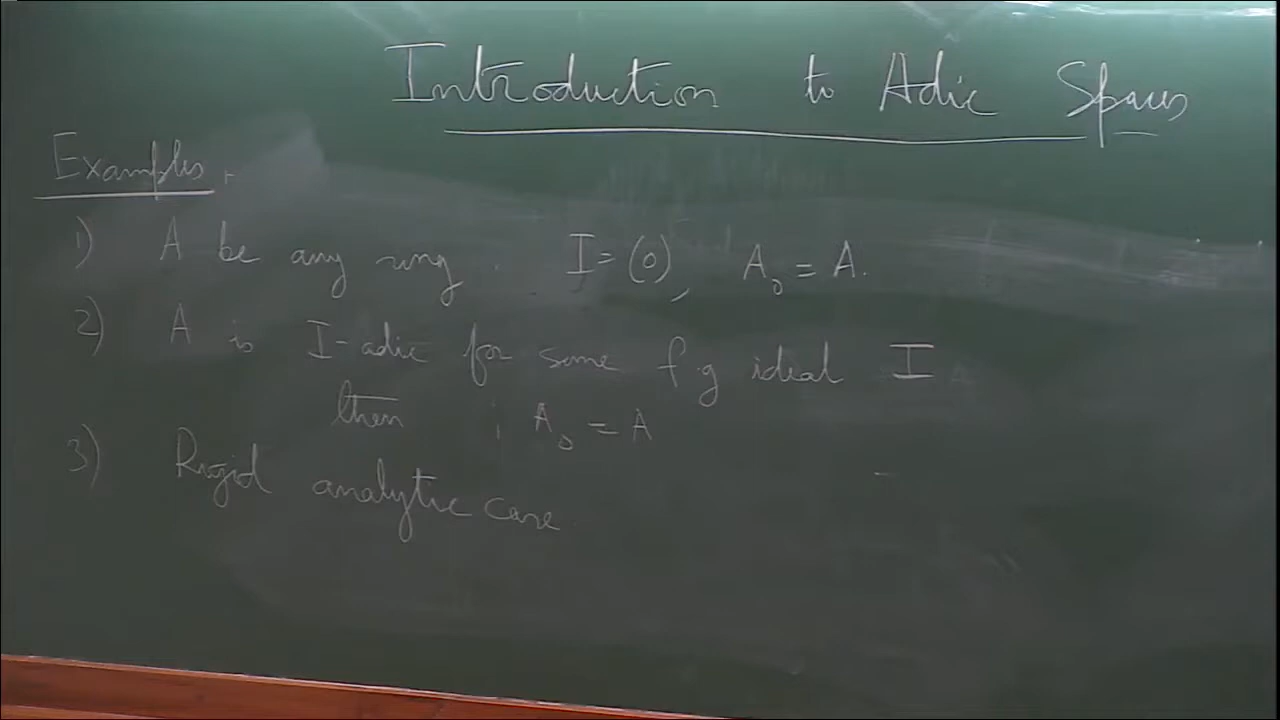 Introduction to Adic Spaces
Examples.
1) A be any ring. I = (0), A₀ = A.
2) A is I-adic for some f.g ideal I
then ; A₀ = A
3) Rigid analytic case